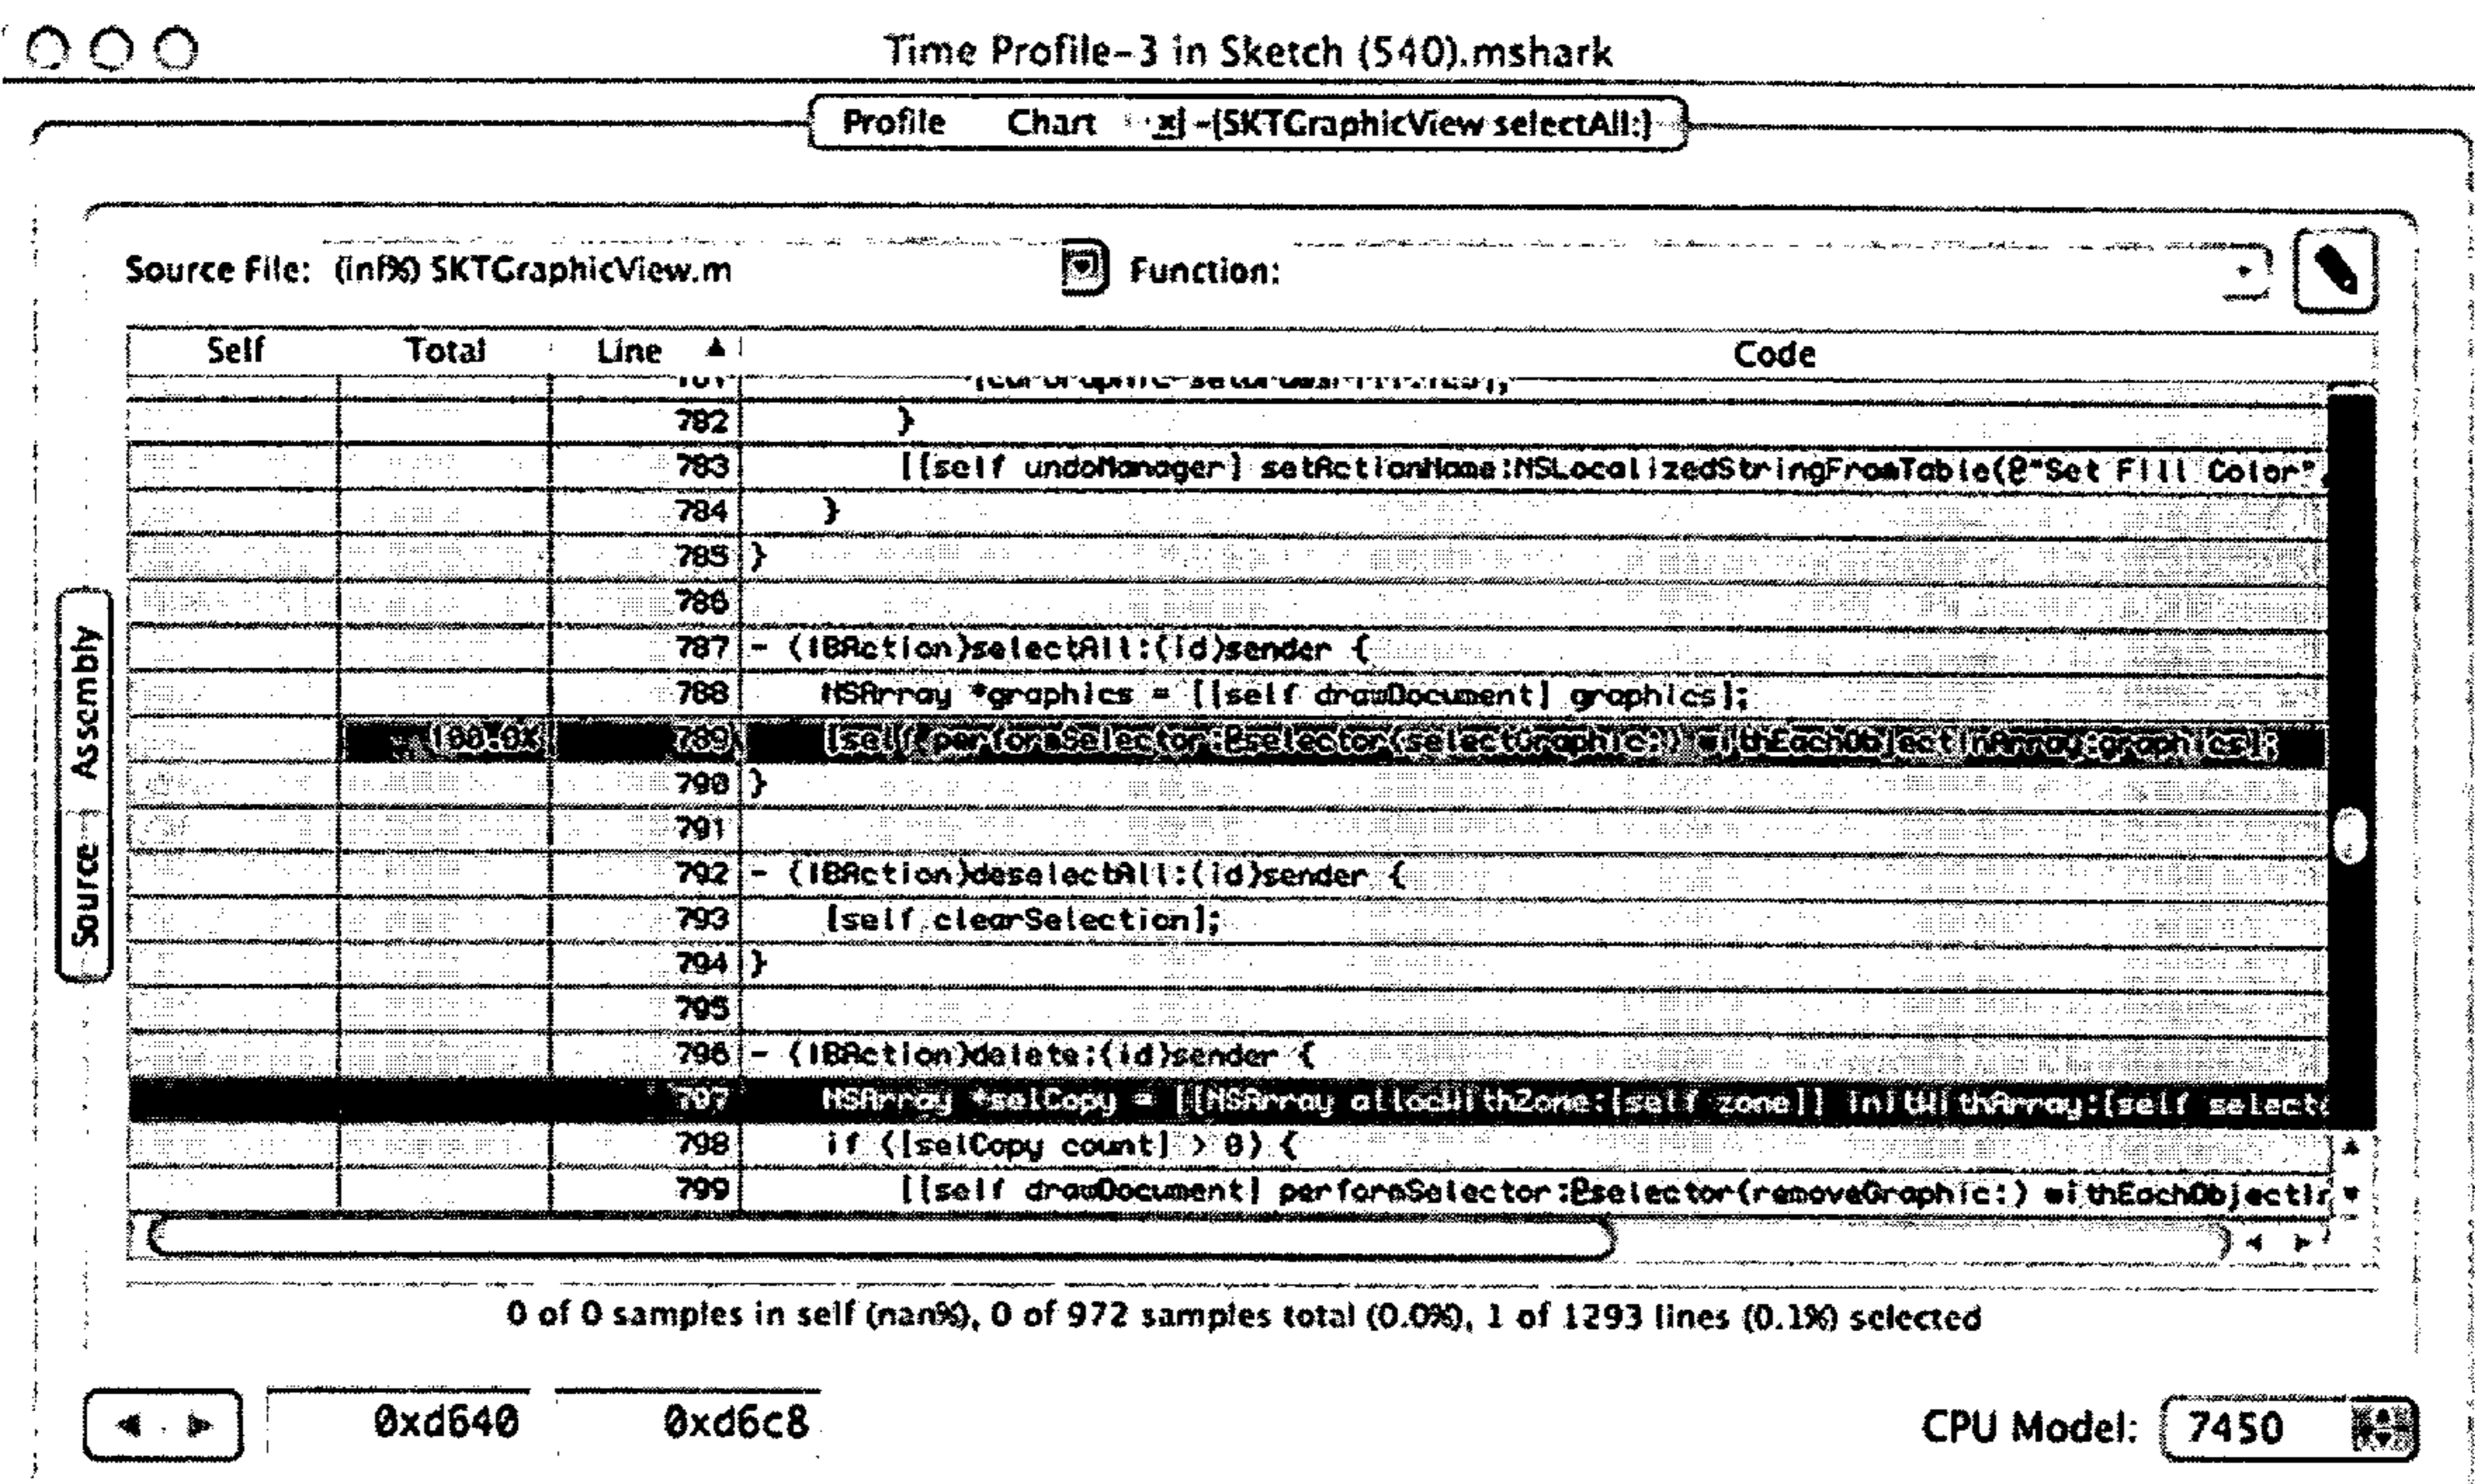 Time Profile-3 in Sketch (540).mshark
Profile Chart x -[SKTGraphicView selectAll:]
Source File: (inf%) SKTGraphicView.m Function:
Self Total Line Code
782 }
783 [[self undoManager] setActionName:NSLocalizedStringFromTable(@"Set Fill Color",
784 }
785 }
786
787 - (IBAction)selectAll:(id)sender {
788 NSArray *graphics = [[self drawDocument] graphics];
100.0% 789 [self performSelector:@selector(selectGraphic:) withEachObjectInArray:graphics];
790 }
791
792 - (IBAction)deselectAll:(id)sender {
793 [self clearSelection];
794 }
795
796 - (IBAction)delete:(id)sender {
797 NSArray *selCopy = [[NSArray allocWithZone:[self zone]] initWithArray:[self select
798 if ([selCopy count] > 0) {
799 [[self drawDocument] performSelector:@selector(removeGraphic:) withEachObjectIn
Source Assembly
0 of 0 samples in self (nan%), 0 of 972 samples total (0.0%), 1 of 1293 lines (0.1%) selected
0xd640 0xd6c8 CPU Model: 7450